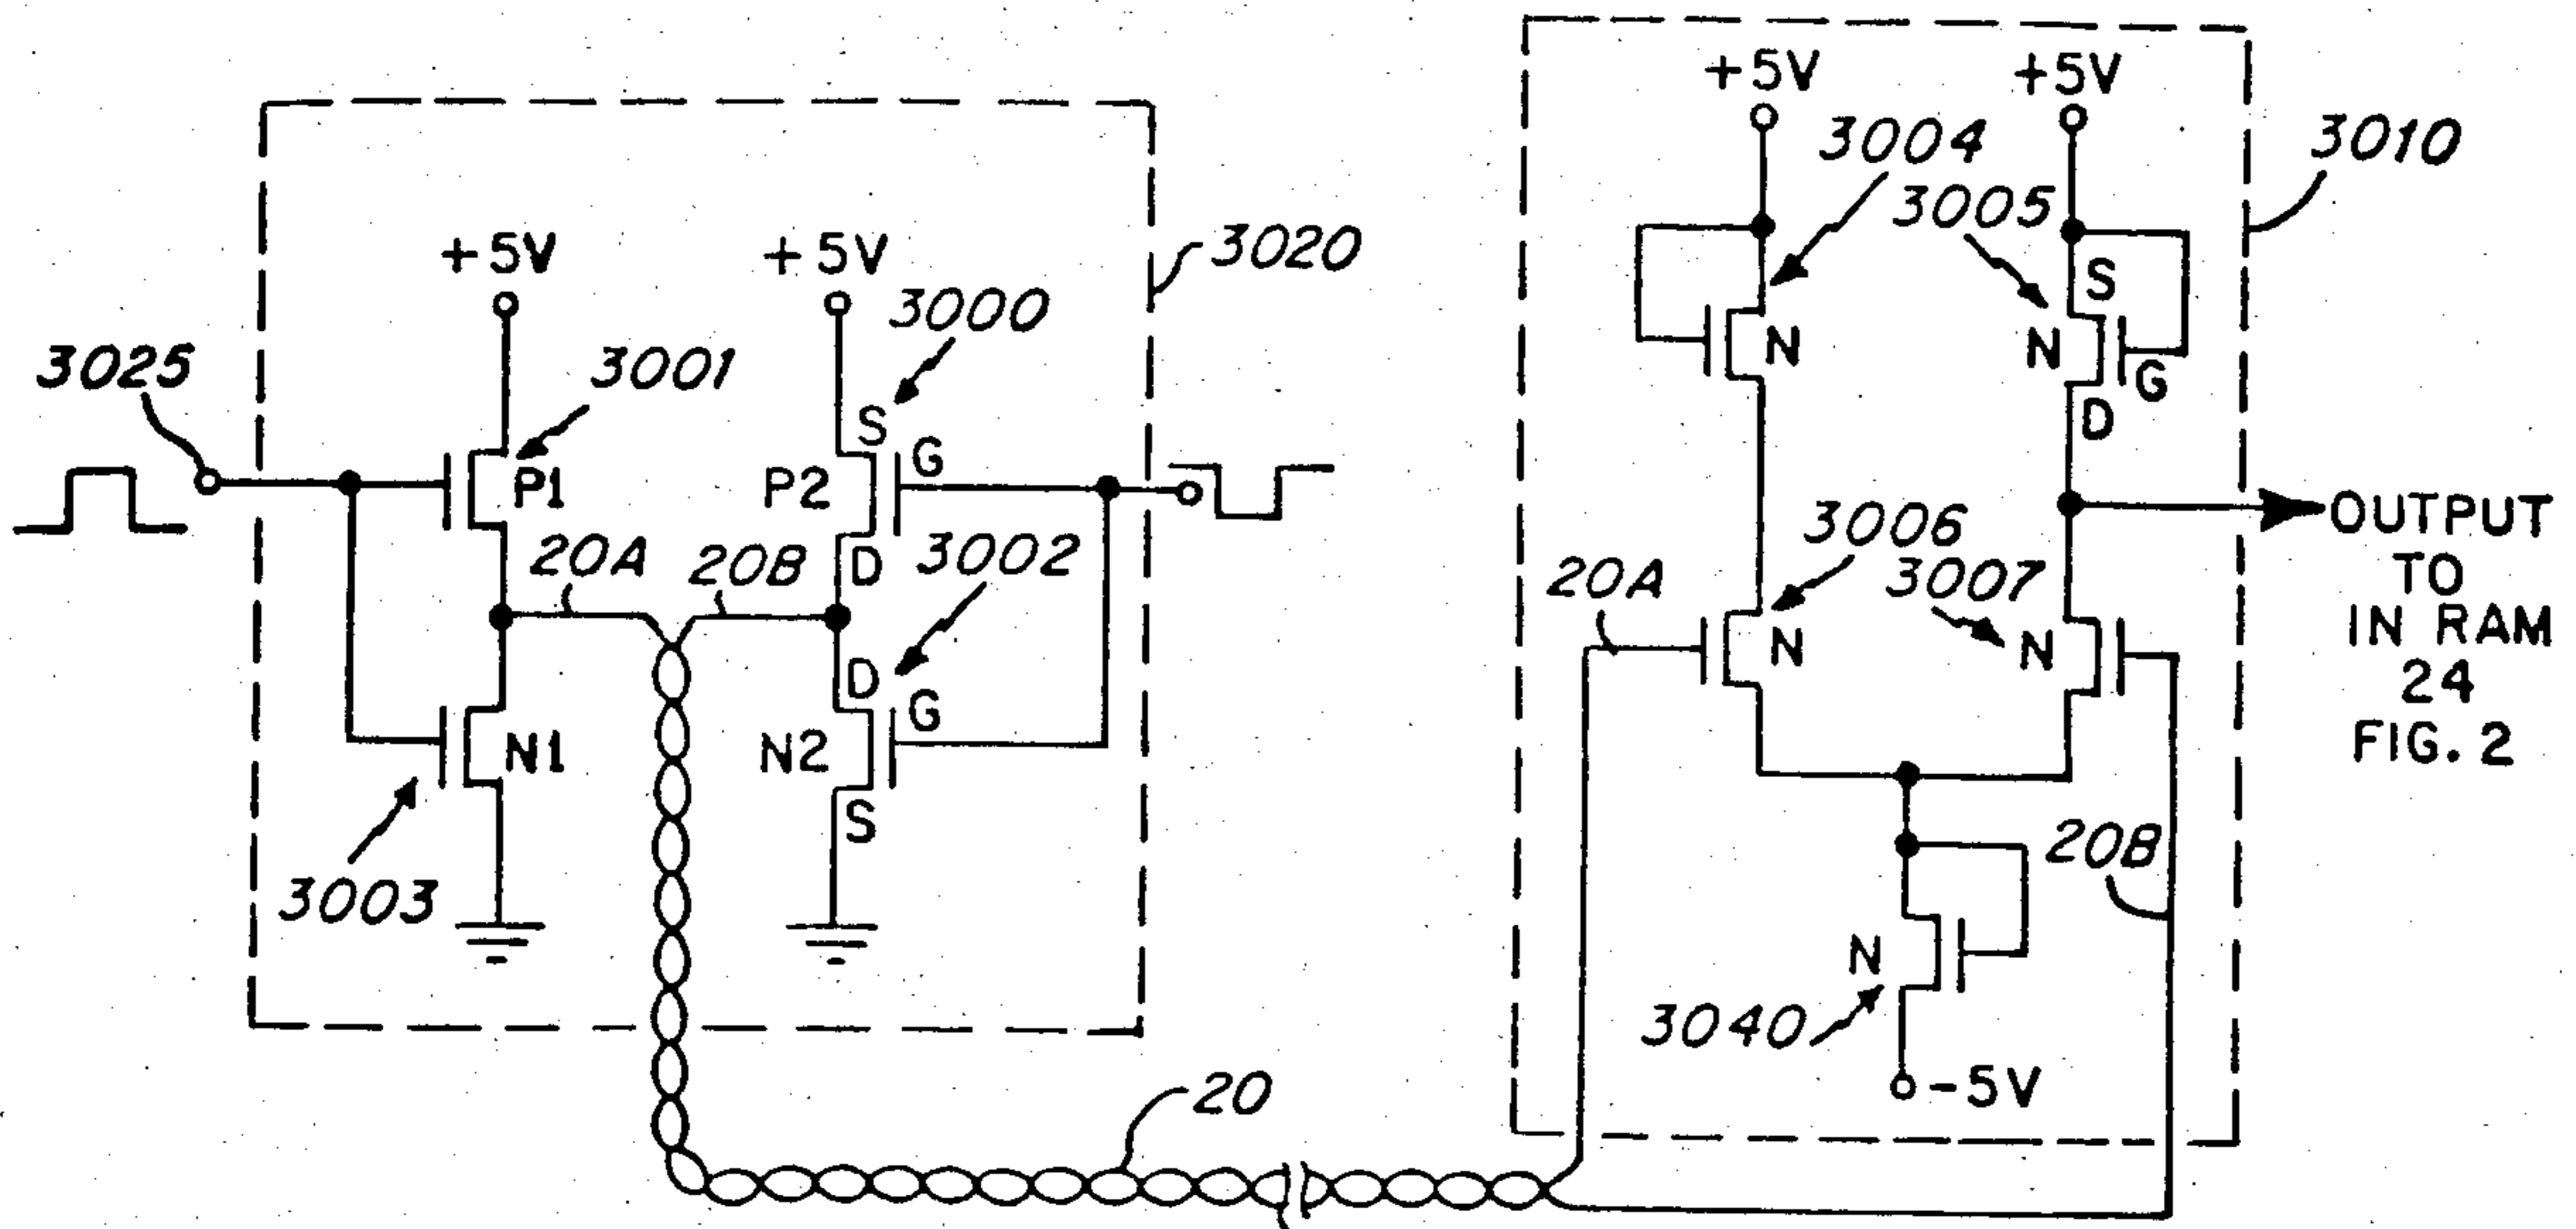 +5V
+5V
3004
3010
3005
+5V
+5V
3020
S
3000
N
N
G
3025
3001
D
S
G
P1
P2
OUTPUT
TO
IN RAM
24
FIG. 2
3006
20A
20B
D
3002
20A
3007
N
N
D
G
N1
N2
S
20B
3003
N
3040
-5V
20